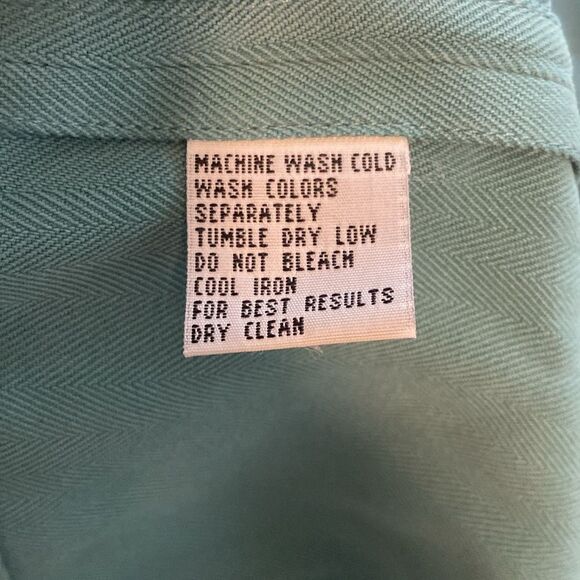 MACHINE WASH COLD
WASH COLORS
SEPARATELY
TUMBLE DRY LOW
DO NOT BLEACH
COOL IRON
FOR BEST RESULTS
DRY CLEAN